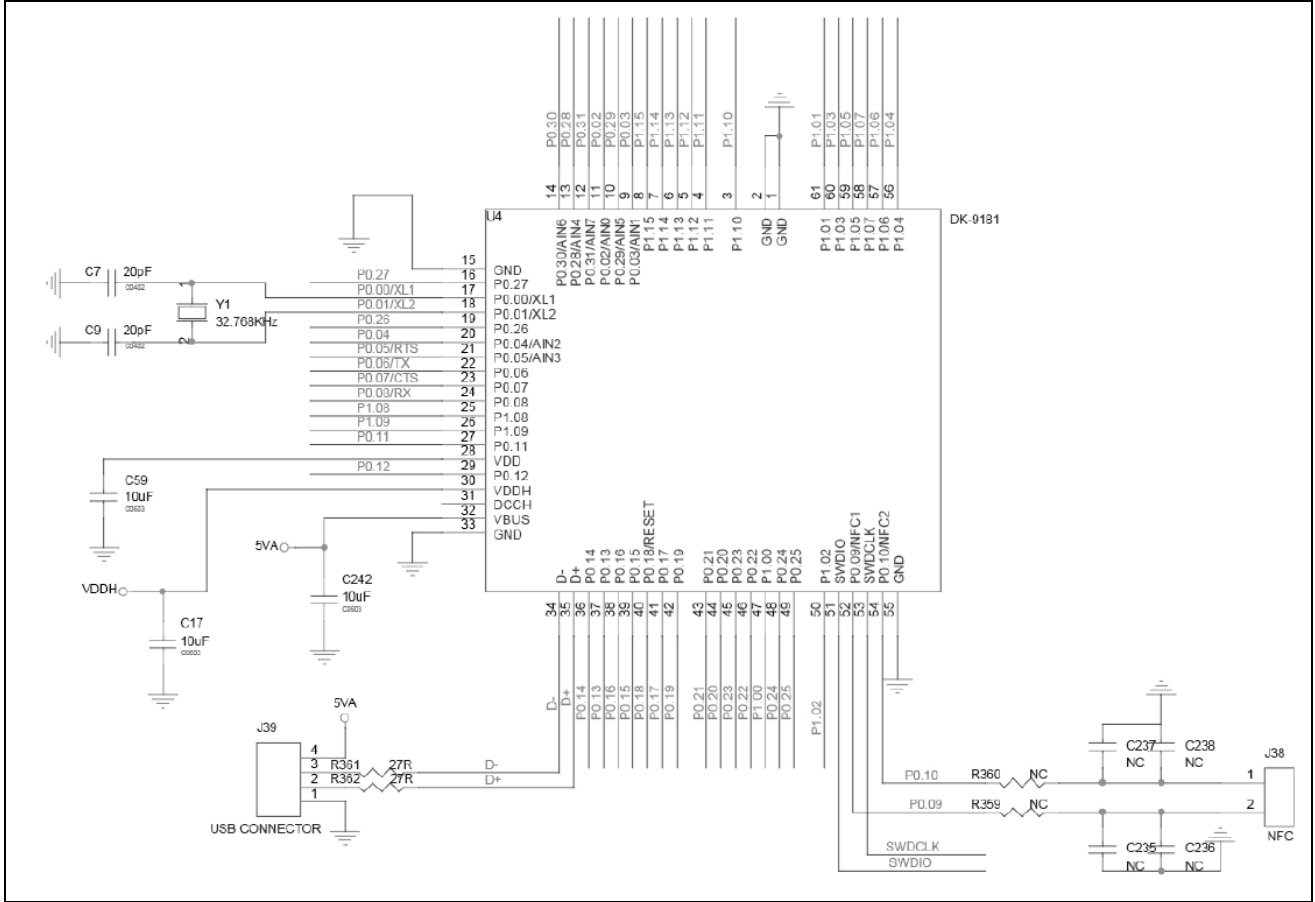 P0.30
P0.28
P0.31
P0.02
P0.29
P0.03
P1.15
P1.14
P1.13
P1.12
P1.11
P1.10
P1.01
P1.03
P1.05
P1.07
P1.06
P1.04
14
13
12
11
10
9
8
7
6
5
4
3
2
1
61
60
59
58
57
56
U4
DK-9181
P0.30/AIN6
P0.28/AIN4
P0.31/AIN7
P0.02/AIN0
P0.29/AIN5
P0.03/AIN1
P1.15
P1.14
P1.13
P1.12
P1.11
P1.10
GND
GND
P1.01
P1.03
P1.05
P1.07
P1.06
P1.04
15 GND
P0.27 16 P0.27
P0.00/XL1 17 P0.00/XL1
P0.01/XL2 18 P0.01/XL2
P0.26 19 P0.26
P0.04 20 P0.04/AIN2
P0.05/RTS 21 P0.05/AIN3
P0.06/TX 22 P0.06
P0.07/CTS 23 P0.07
P0.08/RX 24 P0.08
P1.08 25 P1.08
P1.09 26 P1.09
P0.11 27 P0.11
28 VDD
P0.12 29 P0.12
30 VDDH
31 DCCH
32 VBUS
33 GND
C7 20pF
C0402
1
Y1
32.768KHz
2
C9 20pF
C0402
C59
10uF
C0603
5VA
C242
10uF
C0603
VDDH
C17
10uF
C0603
D-
D+
P0.14
P0.13
P0.16
P0.15
P0.18/RESET
P0.17
P0.19
P0.21
P0.20
P0.23
P0.22
P1.00
P0.24
P0.25
P1.02
SWDIO
P0.09/NFC1
SWDCLK
P0.10/NFC2
GND
34
35
36
37
38
39
40
41
42
43
44
45
46
47
48
49
50
51
52
53
54
55
D-
D+
P0.14
P0.13
P0.16
P0.15
P0.18
P0.17
P0.19
P0.21
P0.20
P0.23
P0.22
P1.00
P0.24
P0.25
P1.02
5VA
J39
4
3 R361 27R D-
2 R362 27R D+
1
USB CONNECTOR
C237
NC
C238
NC
J38
P0.10 R360 NC 1
P0.09 R359 NC 2
NFC
C235
NC
C236
NC
SWDCLK
SWDIO